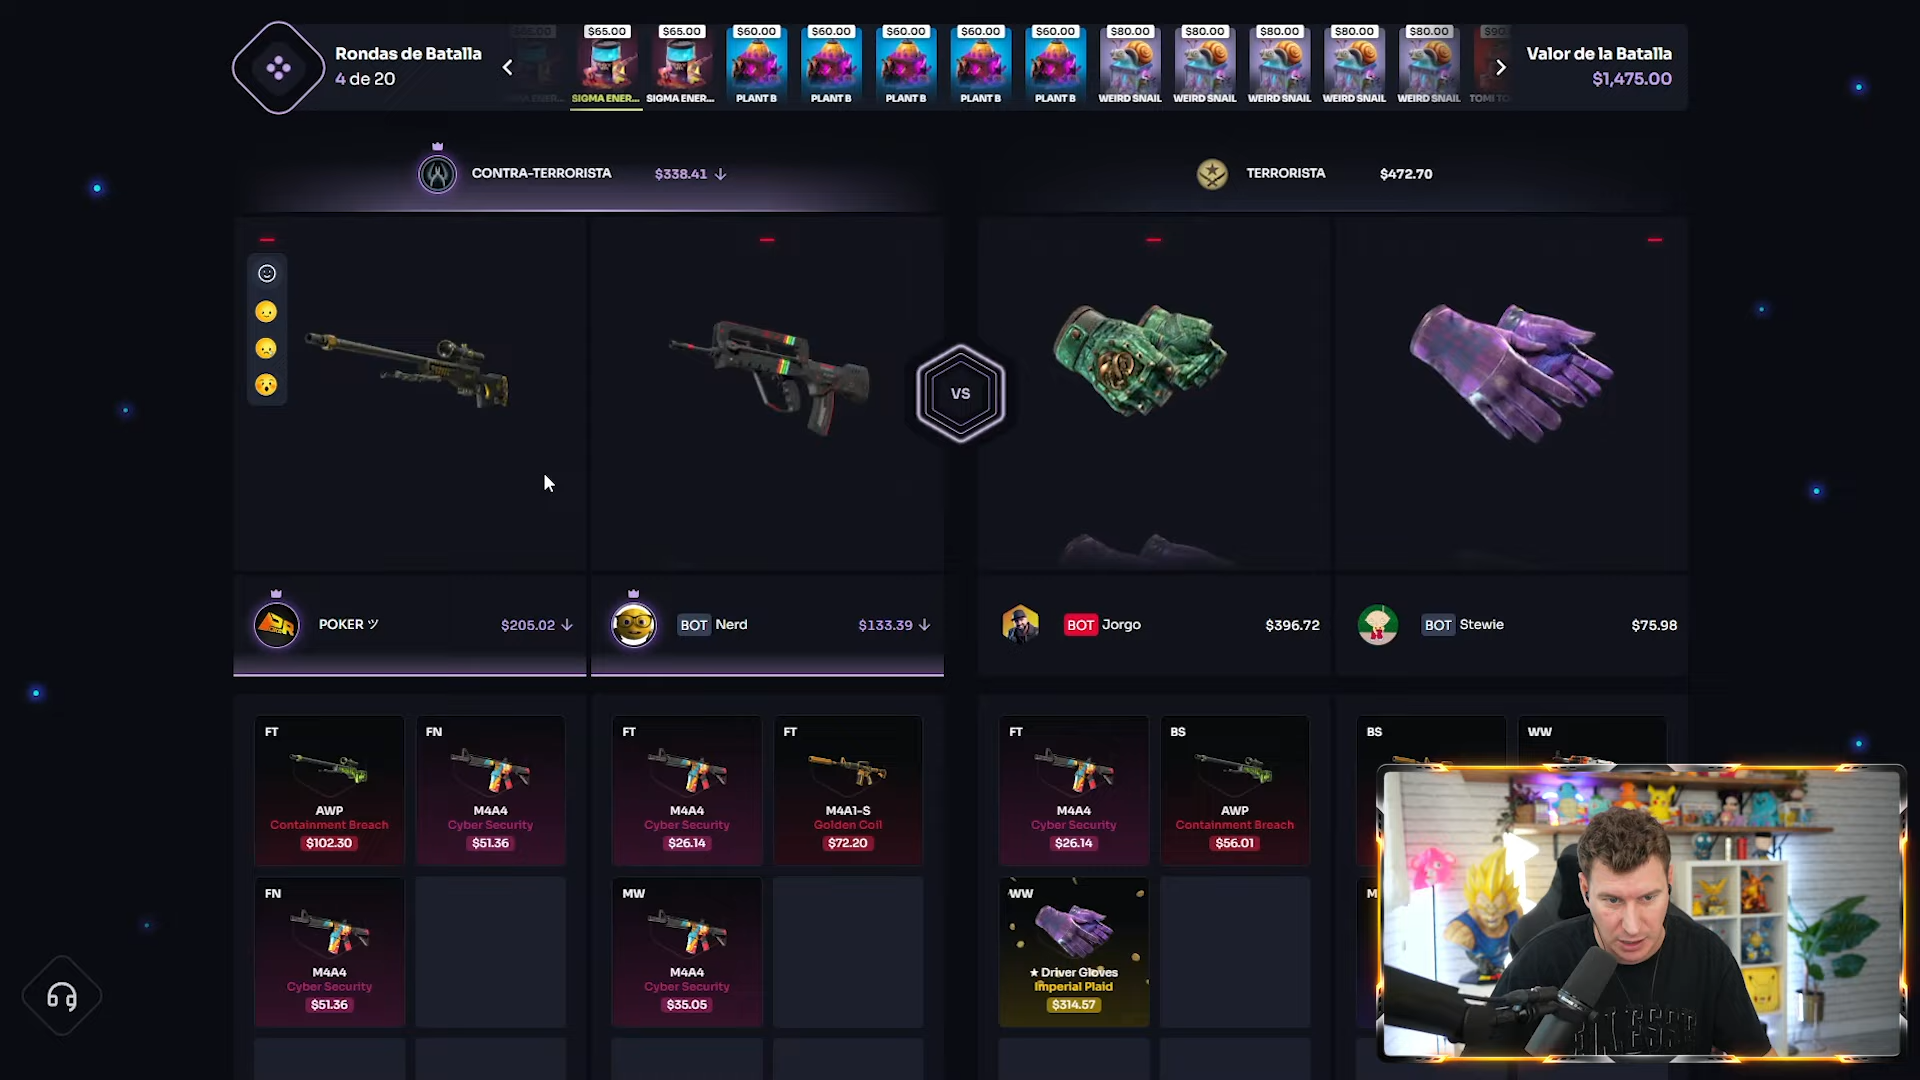 Rondas de Batalla
4 de 20
$65.00
$65.00
$65.00
$60.00
$60.00
$60.00
$60.00
$60.00
$80.00
$80.00
$80.00
$80.00
$80.00
SIGMA ENER...
SIGMA ENER...
PLANT B
PLANT B
PLANT B
PLANT B
PLANT B
WEIRD SNAIL
WEIRD SNAIL
WEIRD SNAIL
WEIRD SNAIL
WEIRD SNAIL
Valor de la Batalla
$1,475.00
CONTRA-TERRORISTA
$338.41
TERRORISTA
$472.70
VS
POKER ツ
$205.02
BOT Nerd
$133.39
BOT Jorgo
$396.72
BOT Stewie
$75.98
FT
AWP
Containment Breach
$102.30
FN
M4A4
Cyber Security
$51.36
FT
M4A4
Cyber Security
$26.14
FT
M4A1-S
Golden Coil
$72.20
FT
M4A4
Cyber Security
$26.14
BS
AWP
Containment Breach
$56.01
BS
WW
FN
M4A4
Cyber Security
$51.36
MW
M4A4
Cyber Security
$35.05
WW
★ Driver Gloves
Imperial Plaid
$314.57